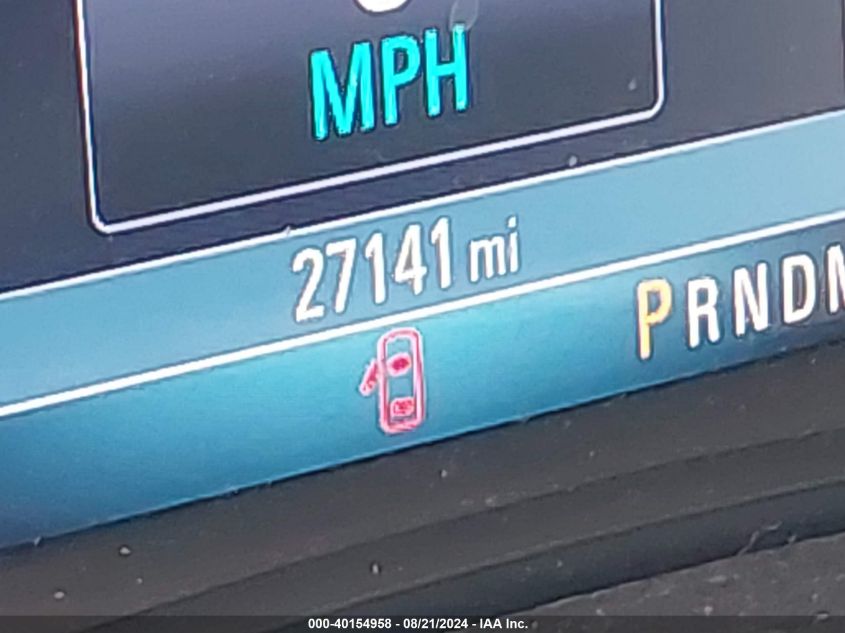 MPH
27141 mi
PRNDM
000-40154958 - 08/21/2024 - IAA Inc.